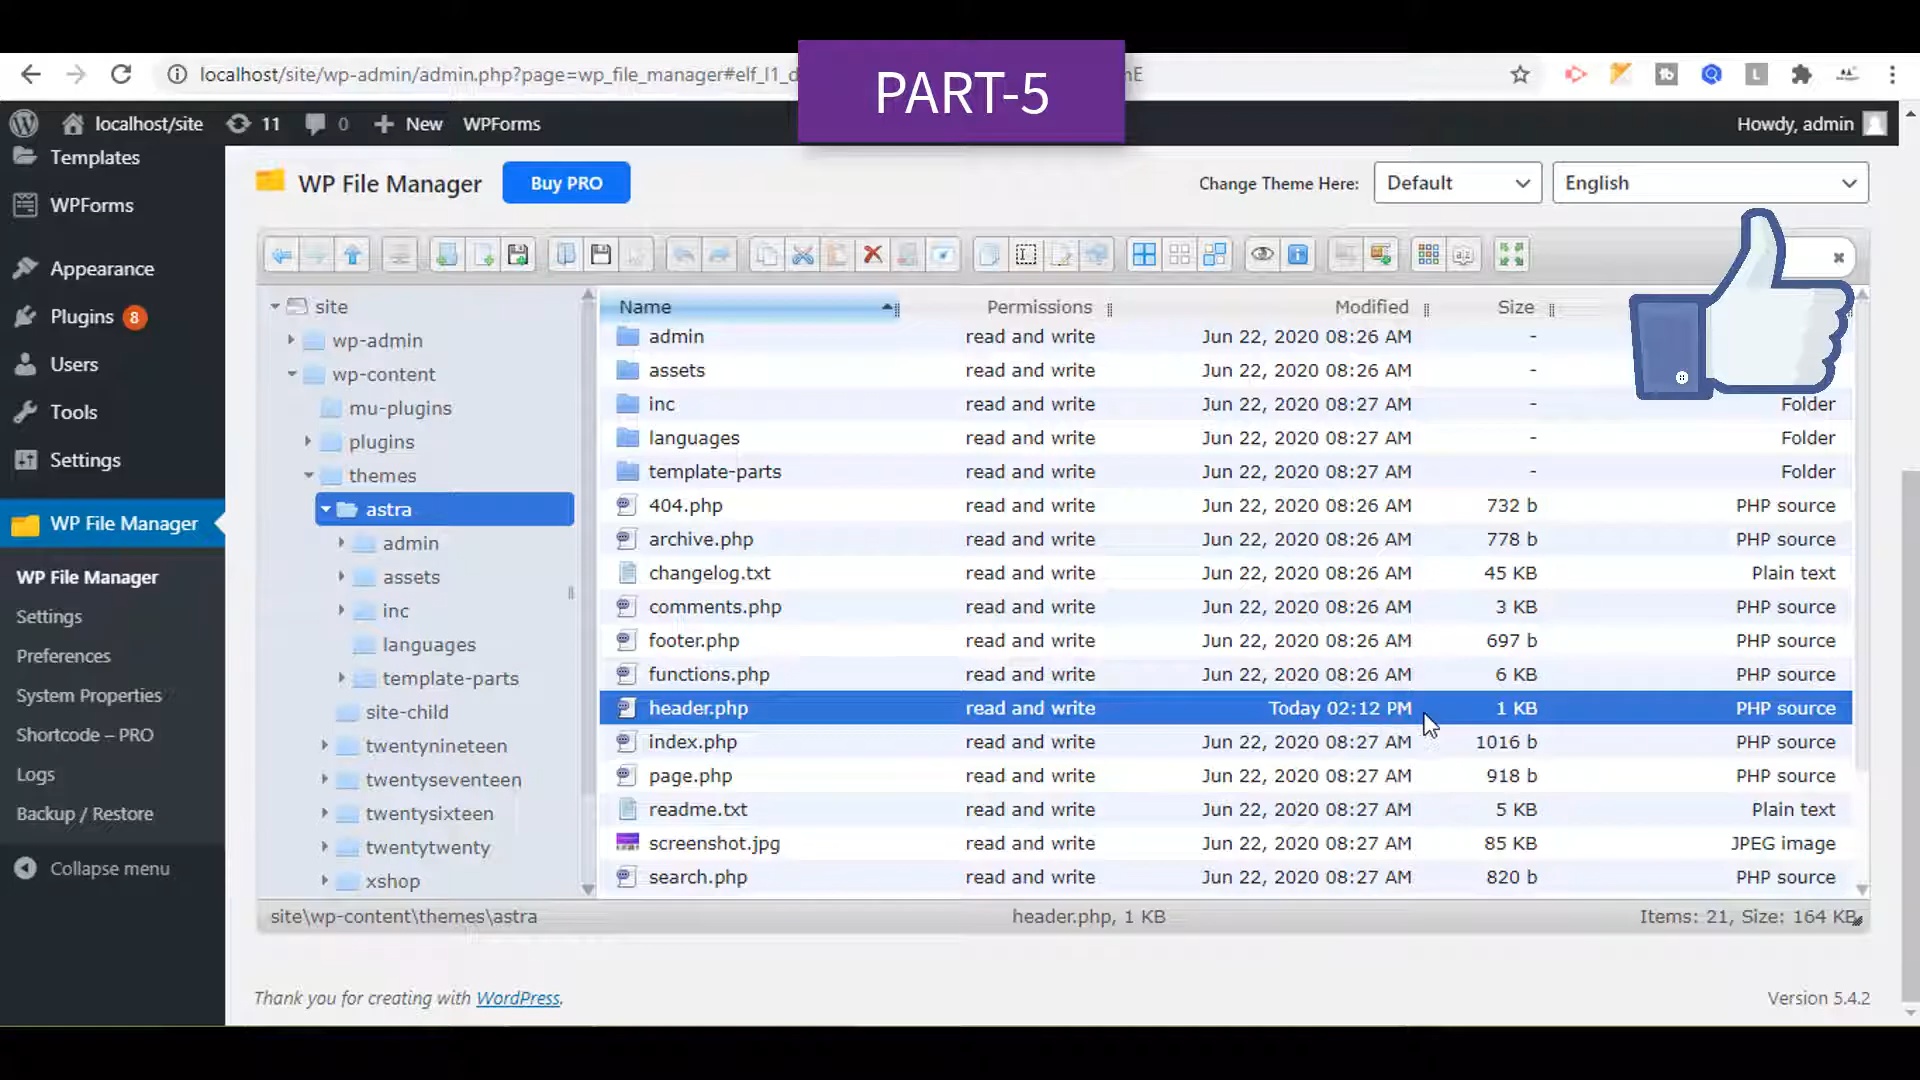 PART-5
localhost/site/wp-admin/admin.php?page=wp_file_manager#elf_l1_d
localhost/site 11 0 New WPForms Howdy, admin
Templates
WPForms
Appearance
Plugins 8
Users
Tools
Settings
WP File Manager
WP File Manager
Settings
Preferences
System Properties
Shortcode – PRO
Logs
Backup / Restore
Collapse menu
WP File Manager Buy PRO Change Theme Here: Default English
site
wp-admin
wp-content
mu-plugins
plugins
themes
astra
admin
assets
inc
languages
template-parts
site-child
twentynineteen
twentyseventeen
twentysixteen
twentytwenty
xshop
Name Permissions Modified Size
admin read and write Jun 22, 2020 08:26 AM -
assets read and write Jun 22, 2020 08:26 AM -
inc read and write Jun 22, 2020 08:27 AM - Folder
languages read and write Jun 22, 2020 08:27 AM - Folder
template-parts read and write Jun 22, 2020 08:27 AM - Folder
404.php read and write Jun 22, 2020 08:26 AM 732 b PHP source
archive.php read and write Jun 22, 2020 08:26 AM 778 b PHP source
changelog.txt read and write Jun 22, 2020 08:26 AM 45 KB Plain text
comments.php read and write Jun 22, 2020 08:26 AM 3 KB PHP source
footer.php read and write Jun 22, 2020 08:26 AM 697 b PHP source
functions.php read and write Jun 22, 2020 08:26 AM 6 KB PHP source
header.php read and write Today 02:12 PM 1 KB PHP source
index.php read and write Jun 22, 2020 08:27 AM 1016 b PHP source
page.php read and write Jun 22, 2020 08:27 AM 918 b PHP source
readme.txt read and write Jun 22, 2020 08:27 AM 5 KB Plain text
screenshot.jpg read and write Jun 22, 2020 08:27 AM 85 KB JPEG image
search.php read and write Jun 22, 2020 08:27 AM 820 b PHP source
site\wp-content\themes\astra header.php, 1 KB Items: 21, Size: 164 KB
Thank you for creating with WordPress. Version 5.4.2